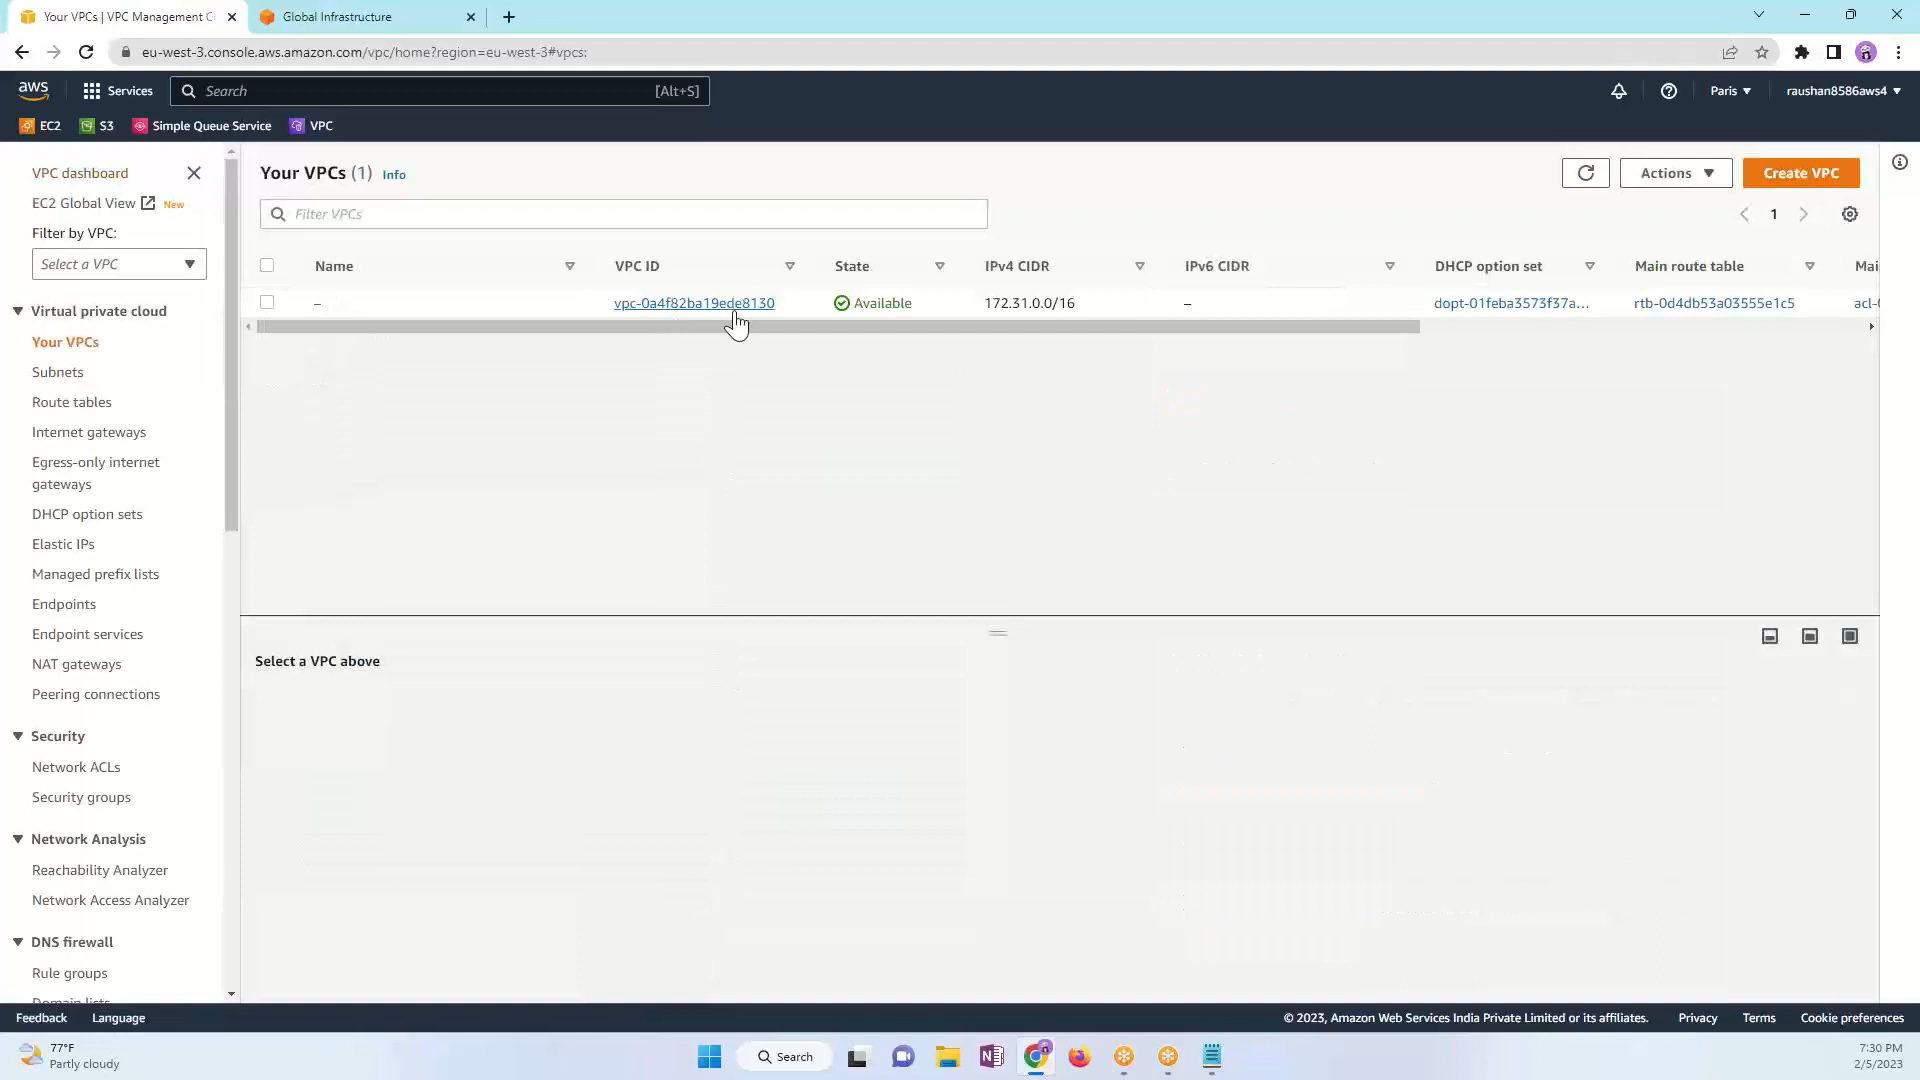 Your VPCs | VPC Management C
Global Infrastructure
eu-west-3.console.aws.amazon.com/vpc/home?region=eu-west-3#vpcs:
aws
Services
Search
[Alt+S]
Paris
raushan8586aws4
EC2
S3
Simple Queue Service
VPC
VPC dashboard
EC2 Global View
New
Filter by VPC:
Select a VPC
Virtual private cloud
Your VPCs
Subnets
Route tables
Internet gateways
Egress-only internet
gateways
DHCP option sets
Elastic IPs
Managed prefix lists
Endpoints
Endpoint services
NAT gateways
Peering connections
Security
Network ACLs
Security groups
Network Analysis
Reachability Analyzer
Network Access Analyzer
DNS firewall
Rule groups
Domain lists
Your VPCs (1) Info
Actions
Create VPC
Filter VPCs
1
Name
VPC ID
State
IPv4 CIDR
IPv6 CIDR
DHCP option set
Main route table
Mai
–
vpc-0a4f82ba19ede8130
Available
172.31.0.0/16
–
dopt-01feba3573f37a...
rtb-0d4db53a03555e1c5
acl-
Select a VPC above
Feedback
Language
© 2023, Amazon Web Services India Private Limited or its affiliates.
Privacy
Terms
Cookie preferences
77°F
Partly cloudy
Search
7:30 PM
2/5/2023